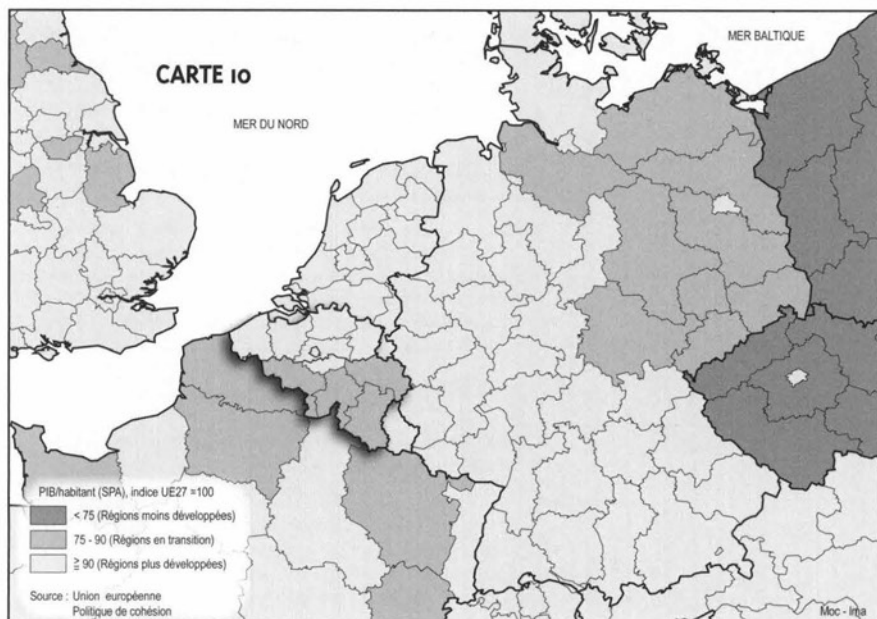 MER BALTIQUE
CARTE 10
MER DU NORD
PIB/habitant (SPA), indice UE27 =100
< 75 (Régions moins développées)
75 - 90 (Régions en transition)
≥ 90 (Régions plus développées)
Source : Union européenne
Politique de cohésion
Moc - Ima